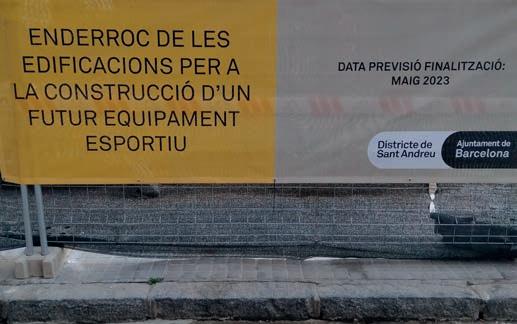 ENDERROC DE LES
EDIFICACIONS PER A
LA CONSTRUCCIÓ D'UN
FUTUR EQUIPAMENT
ESPORTIU
DATA PREVISIÓ FINALITZACIÓ:
MAIG 2023
Districte de
Sant Andreu
Ajuntament de
Barcelona